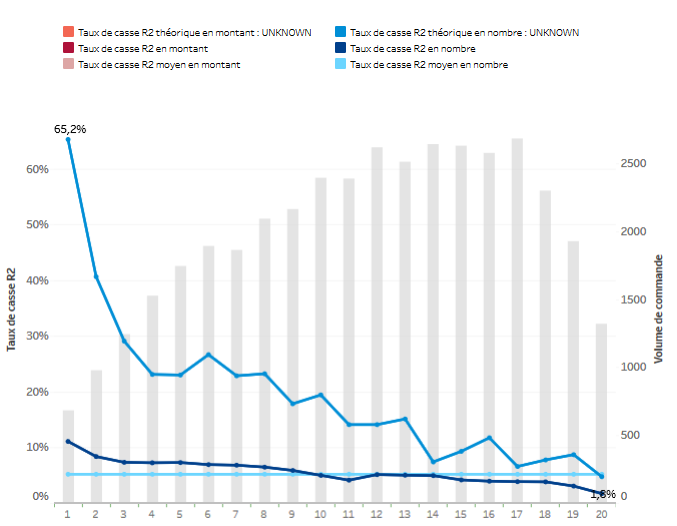 Taux de casse R2 théorique en montant : UNKNOWN
Taux de casse R2 théorique en nombre : UNKNOWN
Taux de casse R2 en montant
Taux de casse R2 en nombre
Taux de casse R2 moyen en montant
Taux de casse R2 moyen en nombre
65,2%
60%
50%
40%
30%
20%
10%
0%
Taux de casse R2
2500
2000
1500
1000
500
0
Volume de commande
1,8%
1 2 3 4 5 6 7 8 9 10 11 12 13 14 15 16 17 18 19 20